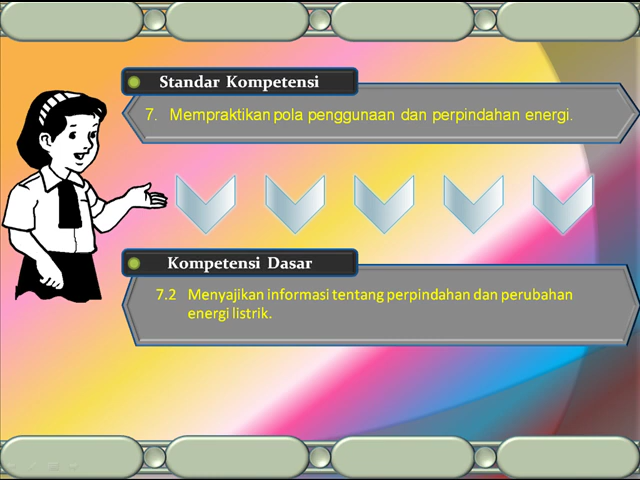 Standar Kompetensi
7. Mempraktikan pola penggunaan dan perpindahan energi.
Kompetensi Dasar
7.2 Menyajikan informasi tentang perpindahan dan perubahan
energi listrik.